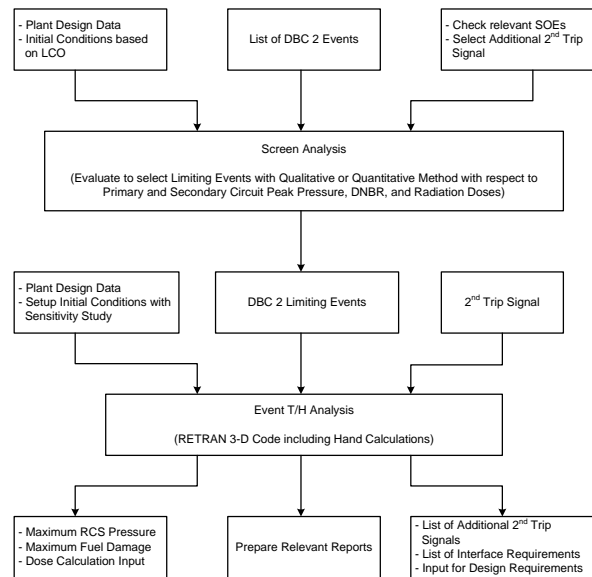 - Plant Design Data
- Initial Conditions based
on LCO
List of DBC 2 Events
- Check relevant SOEs
- Select Additional 2nd Trip
Signal
Screen Analysis
(Evaluate to select Limiting Events with Qualitative or Quantitative Method with respect to
Primary and Secondary Circuit Peak Pressure, DNBR, and Radiation Doses)
- Plant Design Data
- Setup Initial Conditions with
Sensitivity Study
DBC 2 Limiting Events
2nd Trip Signal
Event T/H Analysis
(RETRAN 3-D Code including Hand Calculations)
- Maximum RCS Pressure
- Maximum Fuel Damage
- Dose Calculation Input
Prepare Relevant Reports
- List of Additional 2nd Trip
Signals
- List of Interface Requirements
- Input for Design Requirements